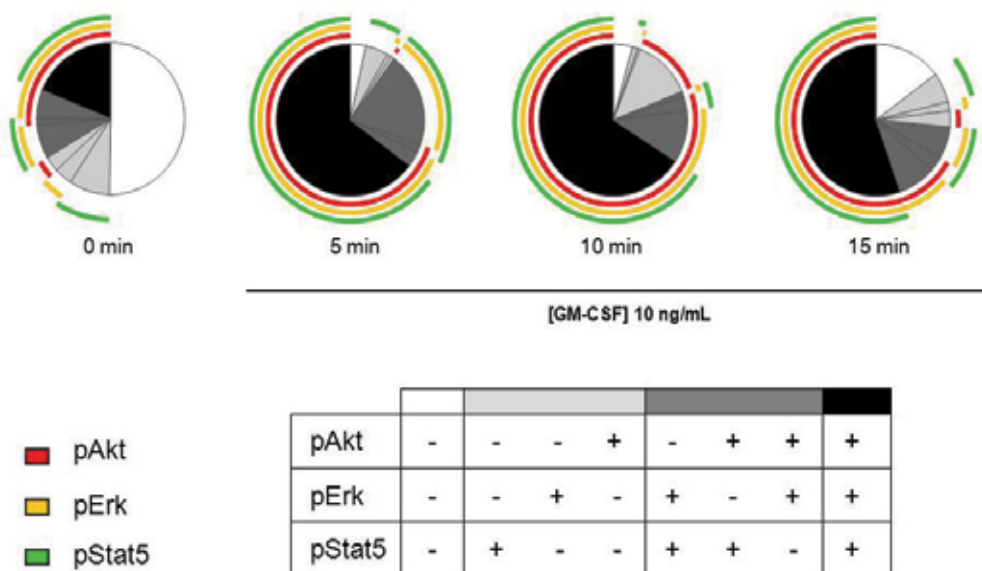 0 min 5 min 10 min 15 min
[GM-CSF] 10 ng/mL
pAkt
pErk
pStat5
pAkt - - - + - + + +
pErk - - + - + - + +
pStat5 - + - - + + - +